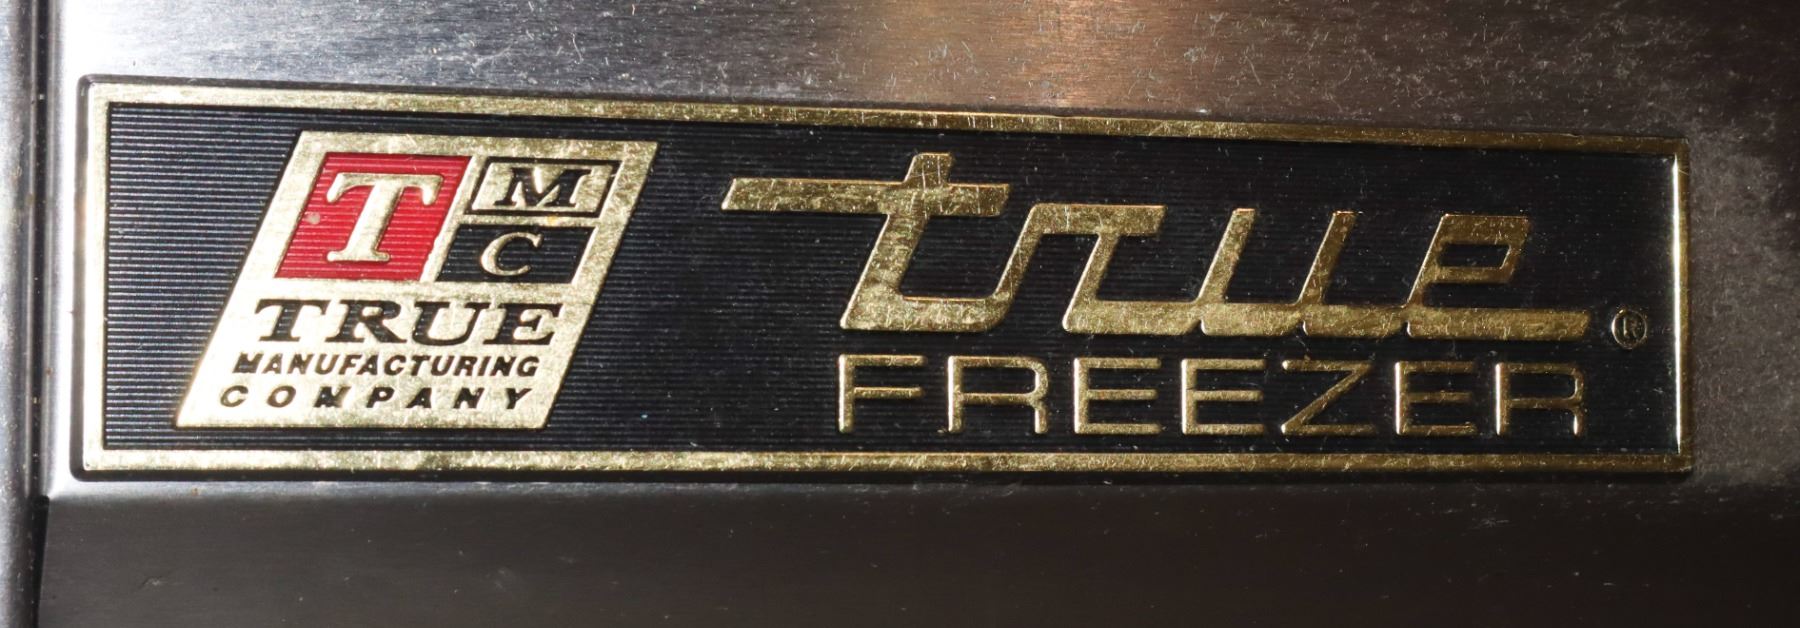 T M
C
TRUE
MANUFACTURING
COMPANY
true®
FREEZER